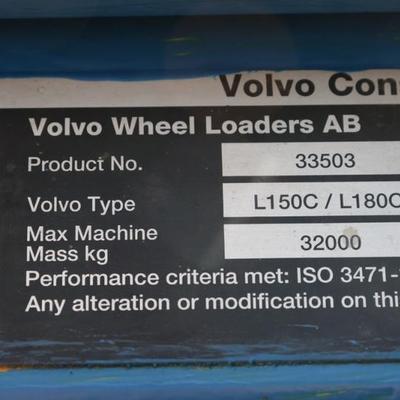 Volvo Con
Volvo Wheel Loaders AB
Product No. 33503
Volvo Type L150C / L180C
Max Machine
Mass kg 32000
Performance criteria met: ISO 3471-
Any alteration or modification on thi